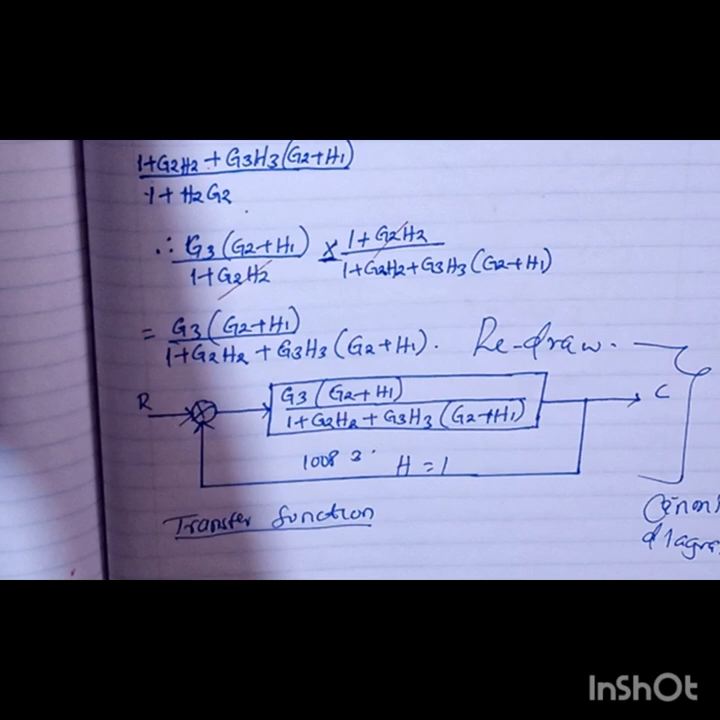 1+G2H2 + G3H3(G2+H1)
1 + H2G2
∴ G3(G2+H1) × 1 + G2H2
1+G2H2 1+G2H2+G3H3(G2+H1)
= G3(G2+H1)
1+G2H2 + G3H3(G2+H1). Re-draw.
R G3(G2+H1) C
1+G2H2 + G3H3(G2+H1)
loop 3. H = 1
Transfer function
InShOt